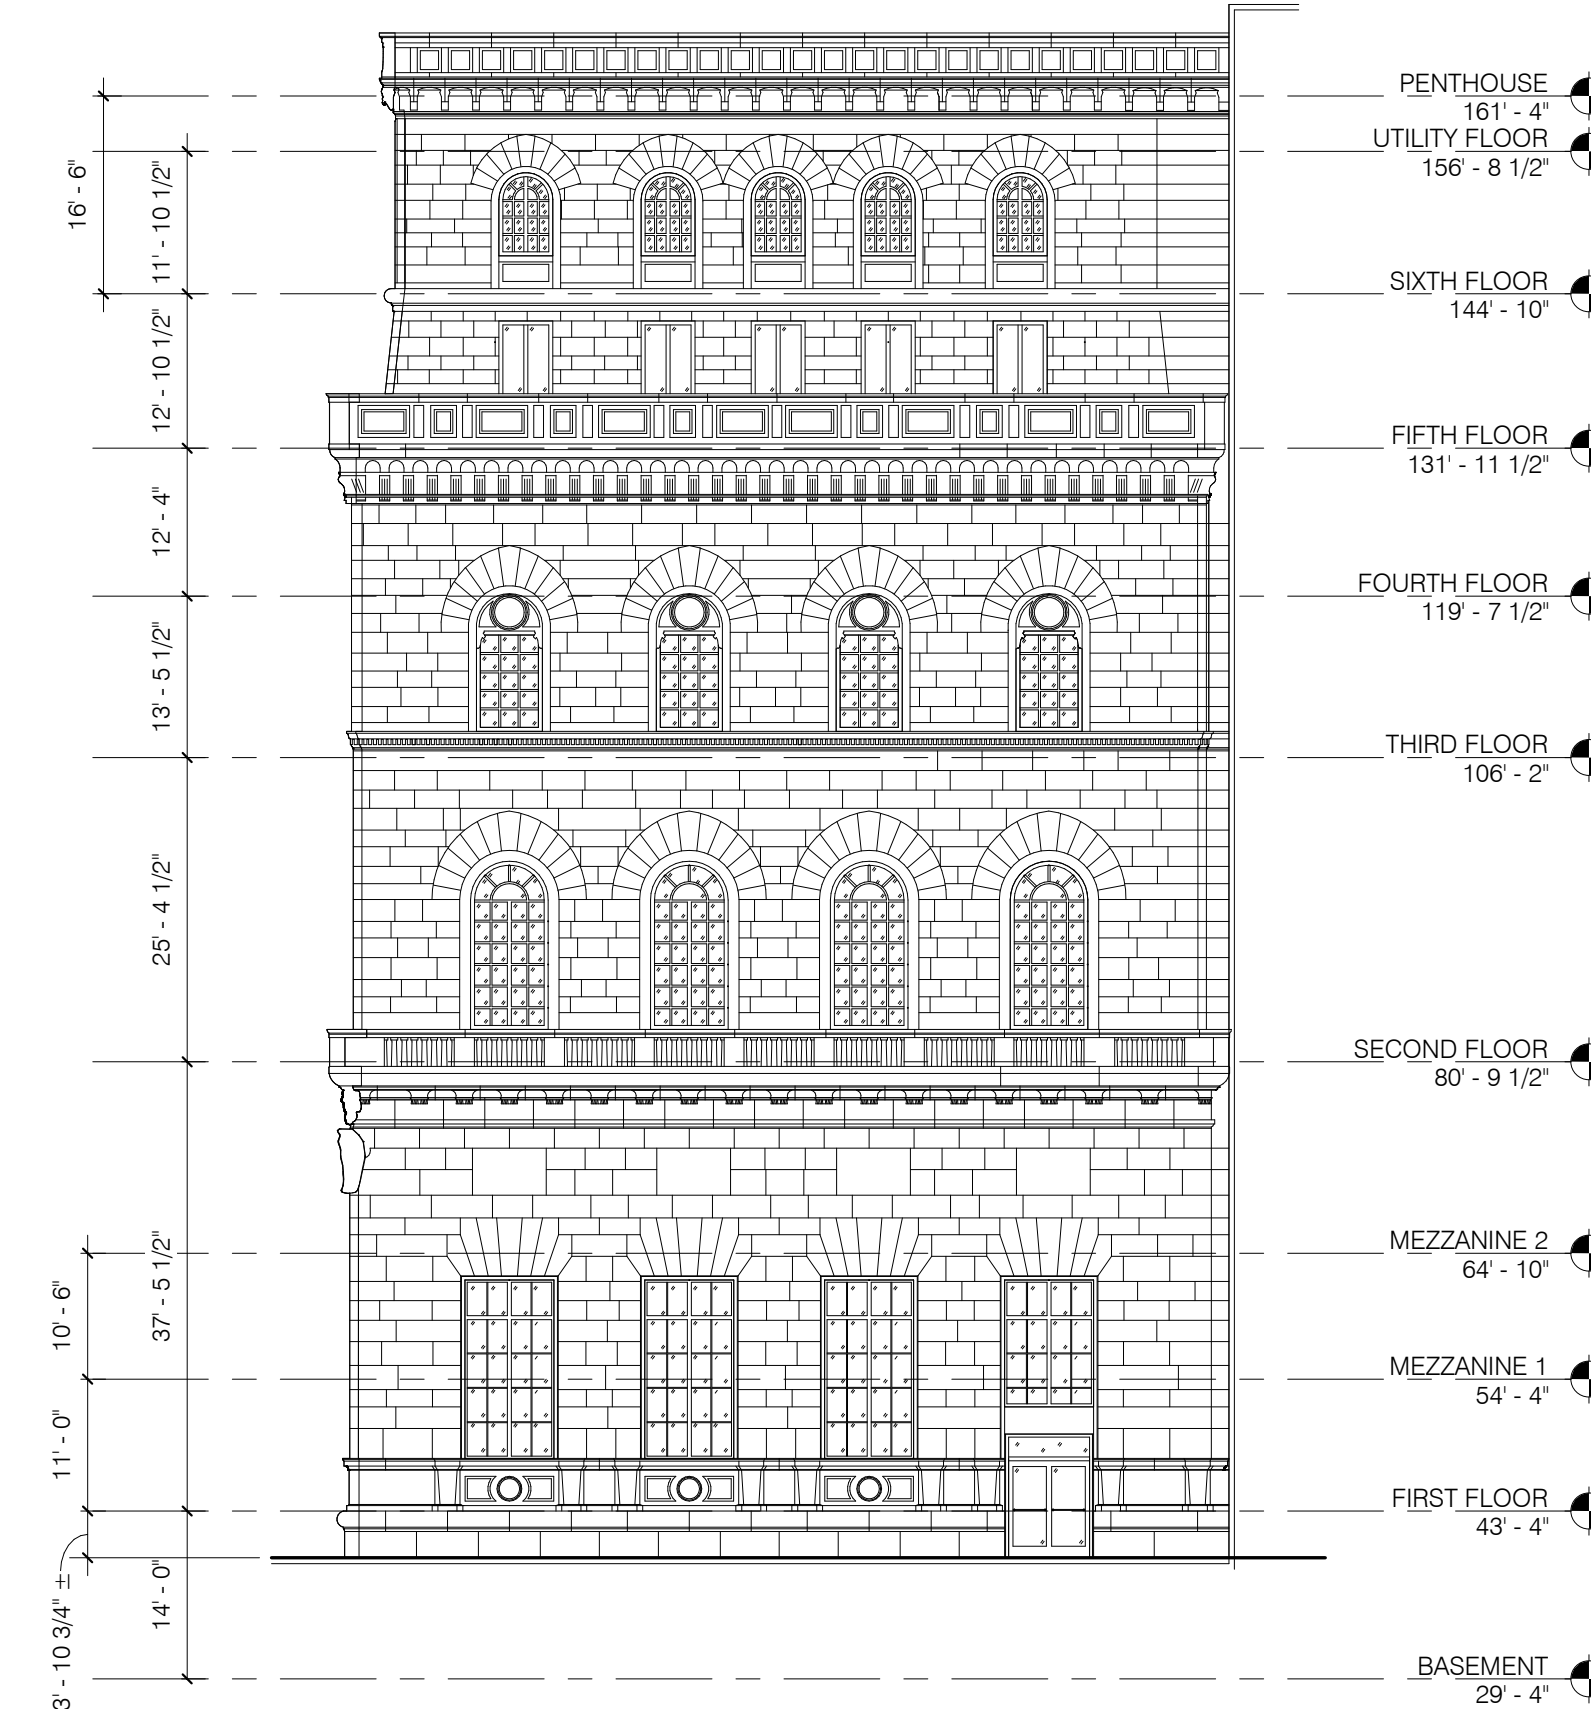 PENTHOUSE
161' - 4"
UTILITY FLOOR
156' - 8 1/2"
16' - 6"
11' - 10 1/2"
SIXTH FLOOR
144' - 10"
12' - 10 1/2"
FIFTH FLOOR
131' - 11 1/2"
12' - 4"
FOURTH FLOOR
119' - 7 1/2"
13' - 5 1/2"
THIRD FLOOR
106' - 2"
25' - 4 1/2"
SECOND FLOOR
80' - 9 1/2"
37' - 5 1/2"
MEZZANINE 2
64' - 10"
10' - 6"
MEZZANINE 1
54' - 4"
11' - 0"
FIRST FLOOR
43' - 4"
3' - 10 3/4" ±
14' - 0"
BASEMENT
29' - 4"